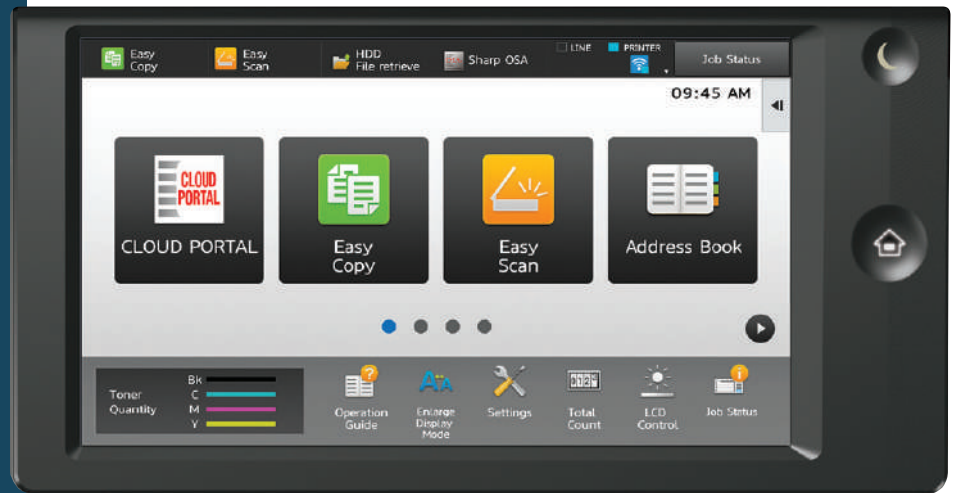 Easy
Copy
Easy
Scan
HDD
File retrieve
Sharp OSA
LINE
PRINTER
Job Status
09:45 AM
CLOUD
PORTAL
CLOUD PORTAL
Easy
Copy
Easy
Scan
Address Book
Toner
Quantity
Bk
C
M
Y
Operation
Guide
Enlarge
Display
Mode
Settings
Total
Count
LCD
Control
Job Status